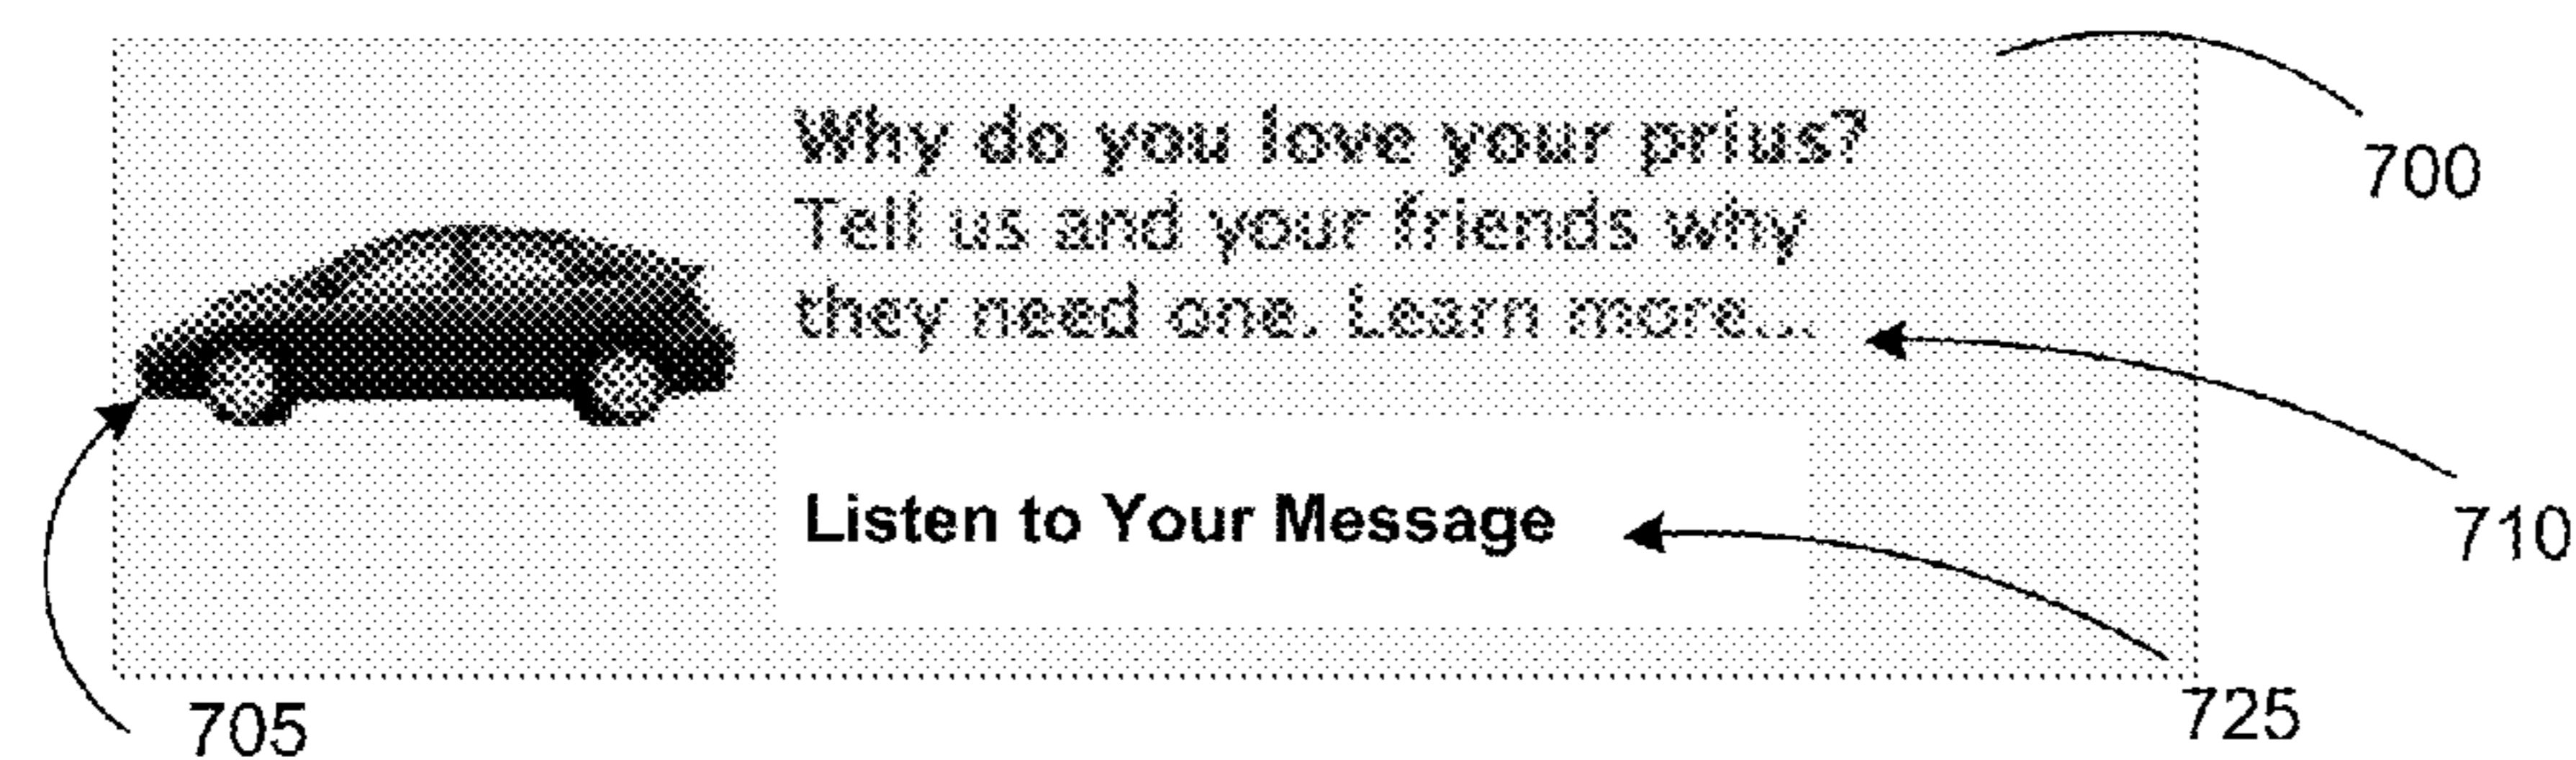 Why do you love your prius?
700
Tell us and your friends why
they need one. Learn more...
710
Listen to Your Message
705
725